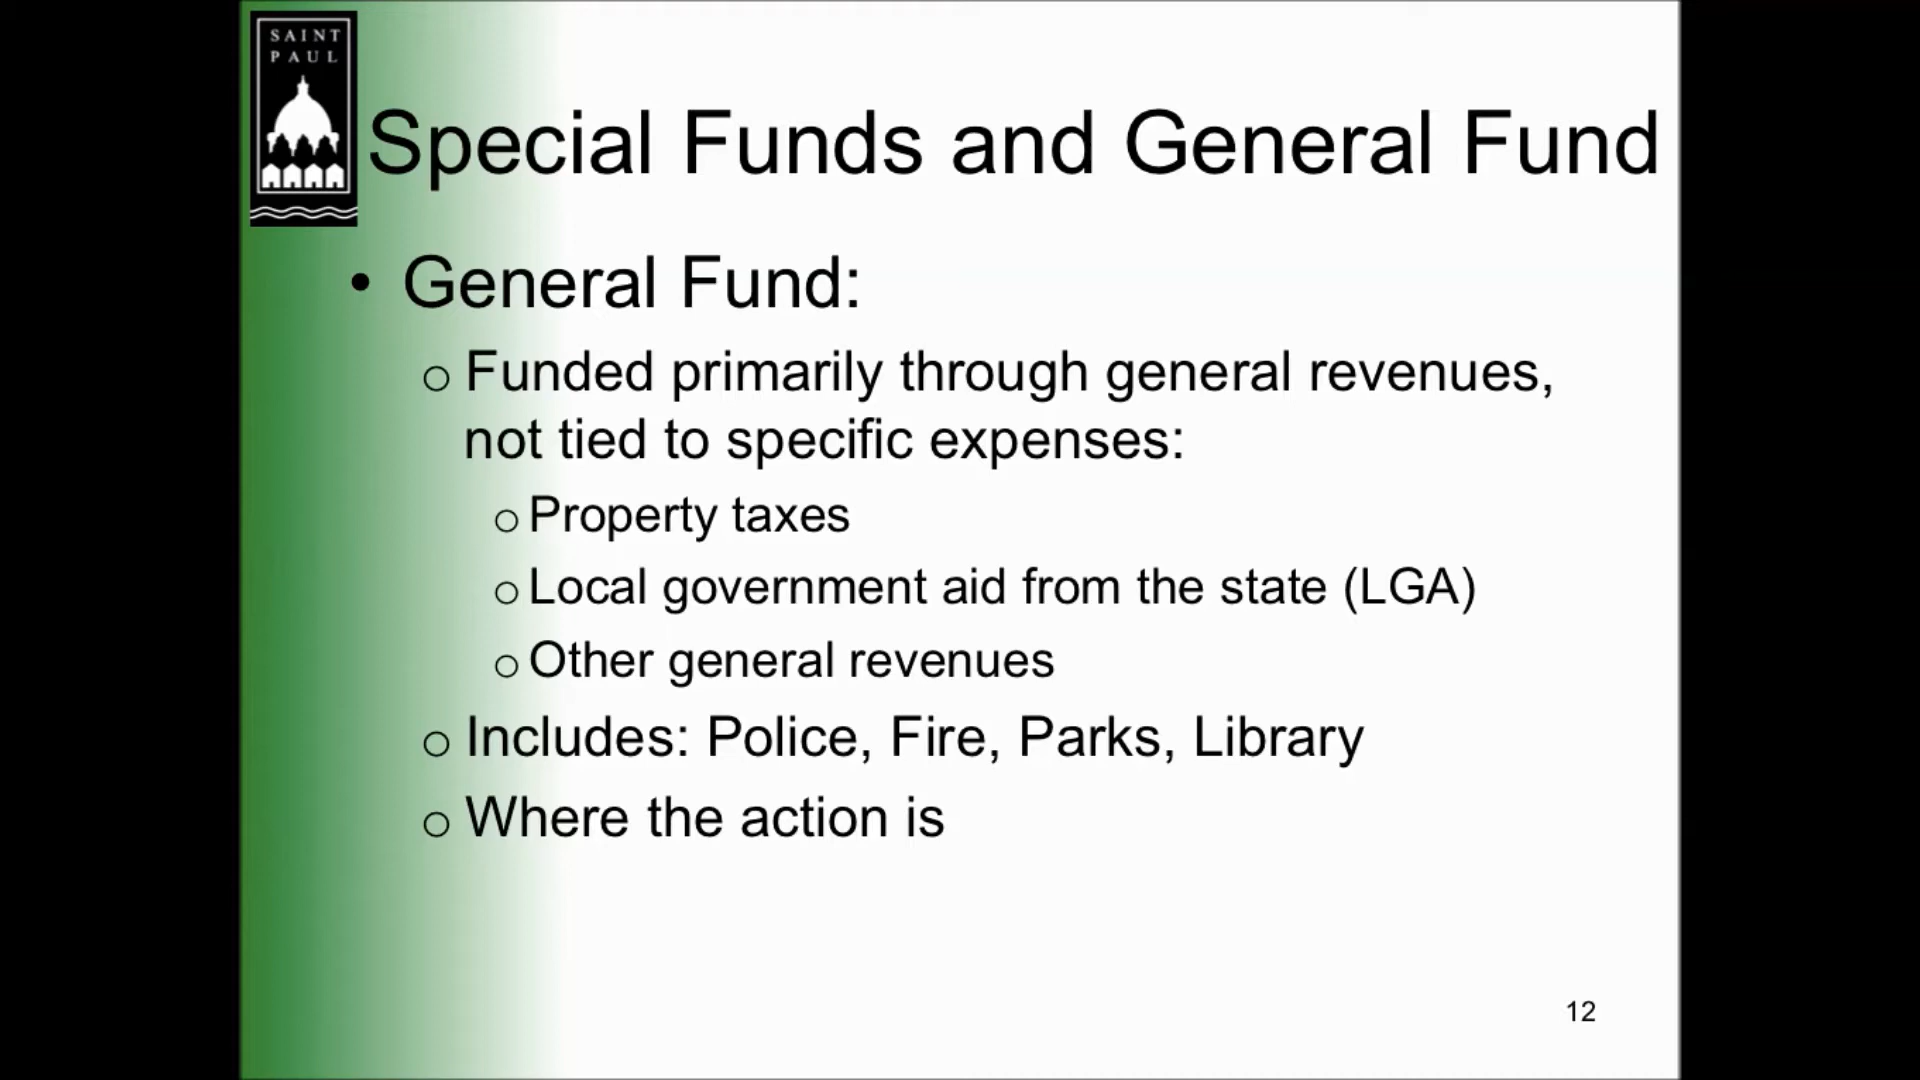 SAINT
PAUL
Special Funds and General Fund
• General Fund:
o Funded primarily through general revenues,
not tied to specific expenses:
o Property taxes
o Local government aid from the state (LGA)
o Other general revenues
o Includes: Police, Fire, Parks, Library
o Where the action is
12